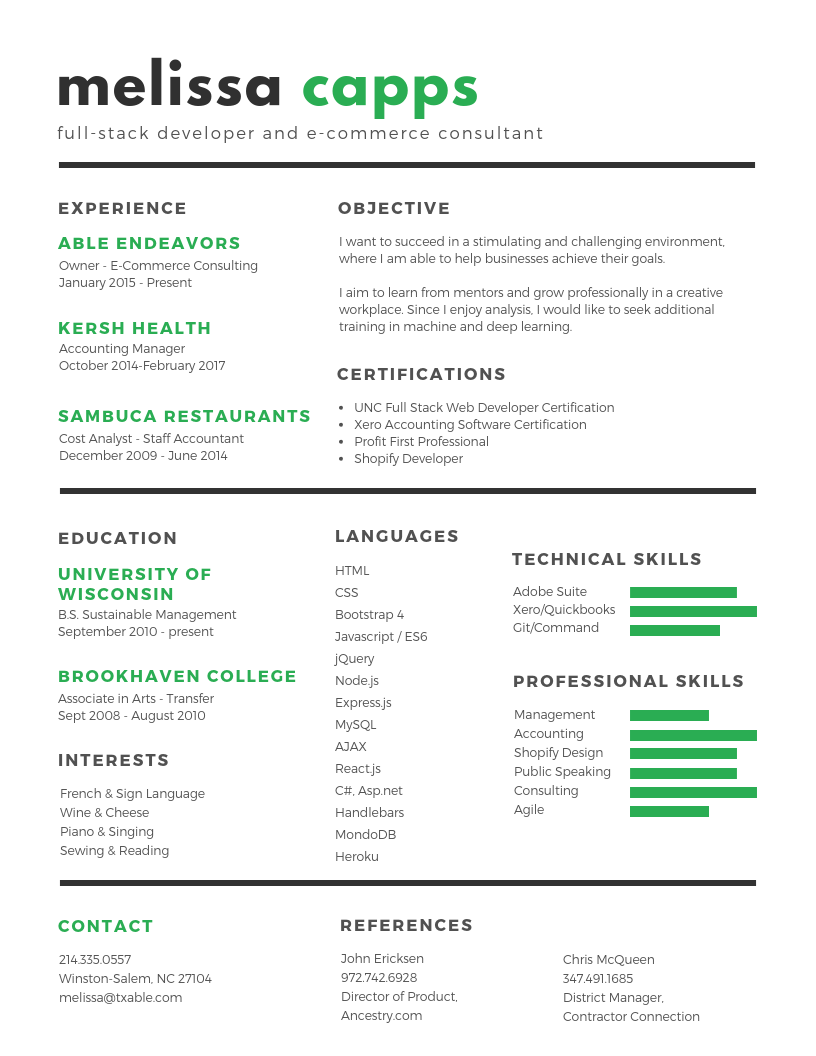 melissa capps
full-stack developer and e-commerce consultant
EXPERIENCE
ABLE ENDEAVORS
Owner - E-Commerce Consulting
January 2015 - Present
KERSH HEALTH
Accounting Manager
October 2014-February 2017
SAMBUCA RESTAURANTS
Cost Analyst - Staff Accountant
December 2009 - June 2014
OBJECTIVE
I want to succeed in a stimulating and challenging environment,
where I am able to help businesses achieve their goals.
I aim to learn from mentors and grow professionally in a creative
workplace. Since I enjoy analysis, I would like to seek additional
training in machine and deep learning.
CERTIFICATIONS
• UNC Full Stack Web Developer Certification
• Xero Accounting Software Certification
• Profit First Professional
• Shopify Developer
EDUCATION
UNIVERSITY OF
WISCONSIN
B.S. Sustainable Management
September 2010 - present
BROOKHAVEN COLLEGE
Associate in Arts - Transfer
Sept 2008 - August 2010
INTERESTS
French & Sign Language
Wine & Cheese
Piano & Singing
Sewing & Reading
LANGUAGES
HTML
CSS
Bootstrap 4
Javascript / ES6
jQuery
Node.js
Express.js
MySQL
AJAX
React.js
C#, Asp.net
Handlebars
MondoDB
Heroku
TECHNICAL SKILLS
Adobe Suite
Xero/Quickbooks
Git/Command
PROFESSIONAL SKILLS
Management
Accounting
Shopify Design
Public Speaking
Consulting
Agile
CONTACT
214.335.0557
Winston-Salem, NC 27104
melissa@txable.com
REFERENCES
John Ericksen
972.742.6928
Director of Product,
Ancestry.com
Chris McQueen
347.491.1685
District Manager,
Contractor Connection